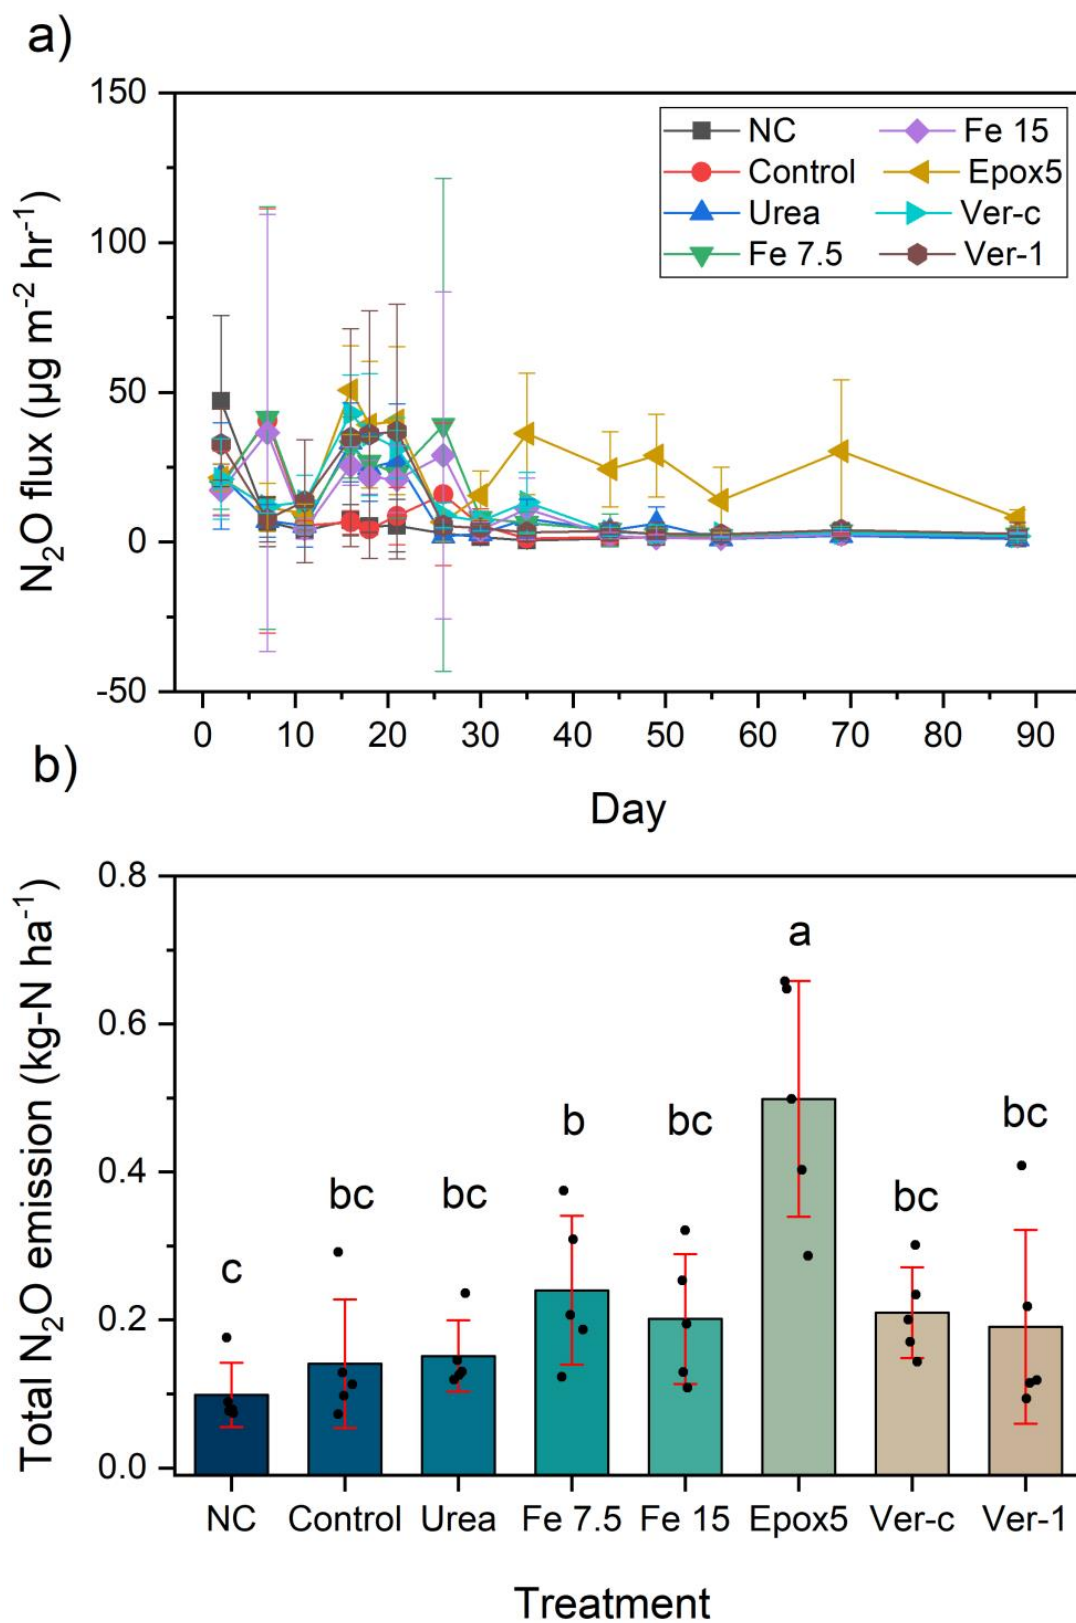 a)
N₂O flux (µg m⁻² hr⁻¹)
150
100
50
0
-50
NC
Control
Urea
Fe 7.5
Fe 15
Epox5
Ver-c
Ver-1
0 10 20 30 40 50 60 70 80 90
Day
b)
Total N₂O emission (kg-N ha⁻¹)
0.8
0.6
0.4
0.2
0.0
c bc bc b bc a bc bc
NC Control Urea Fe 7.5 Fe 15 Epox5 Ver-c Ver-1
Treatment